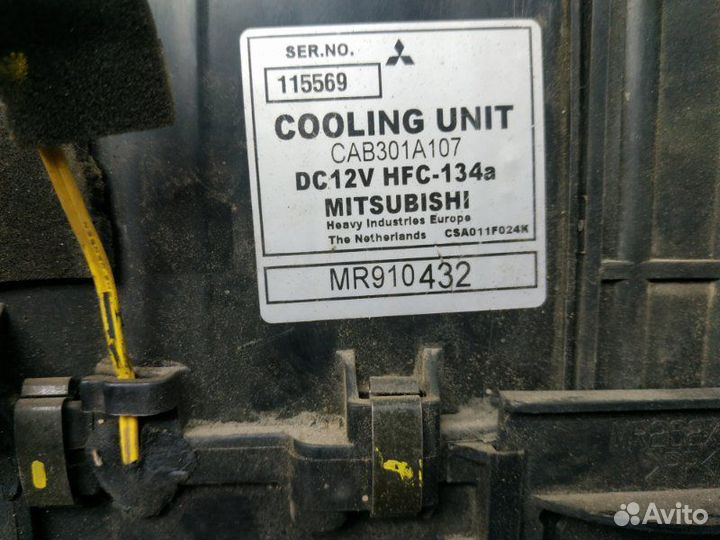 SER.NO.
115569
COOLING UNIT
CAB301A107
DC12V HFC-134a
MITSUBISHI
Heavy Industries Europe
The Netherlands CSA011F024K
MR910432
Avito